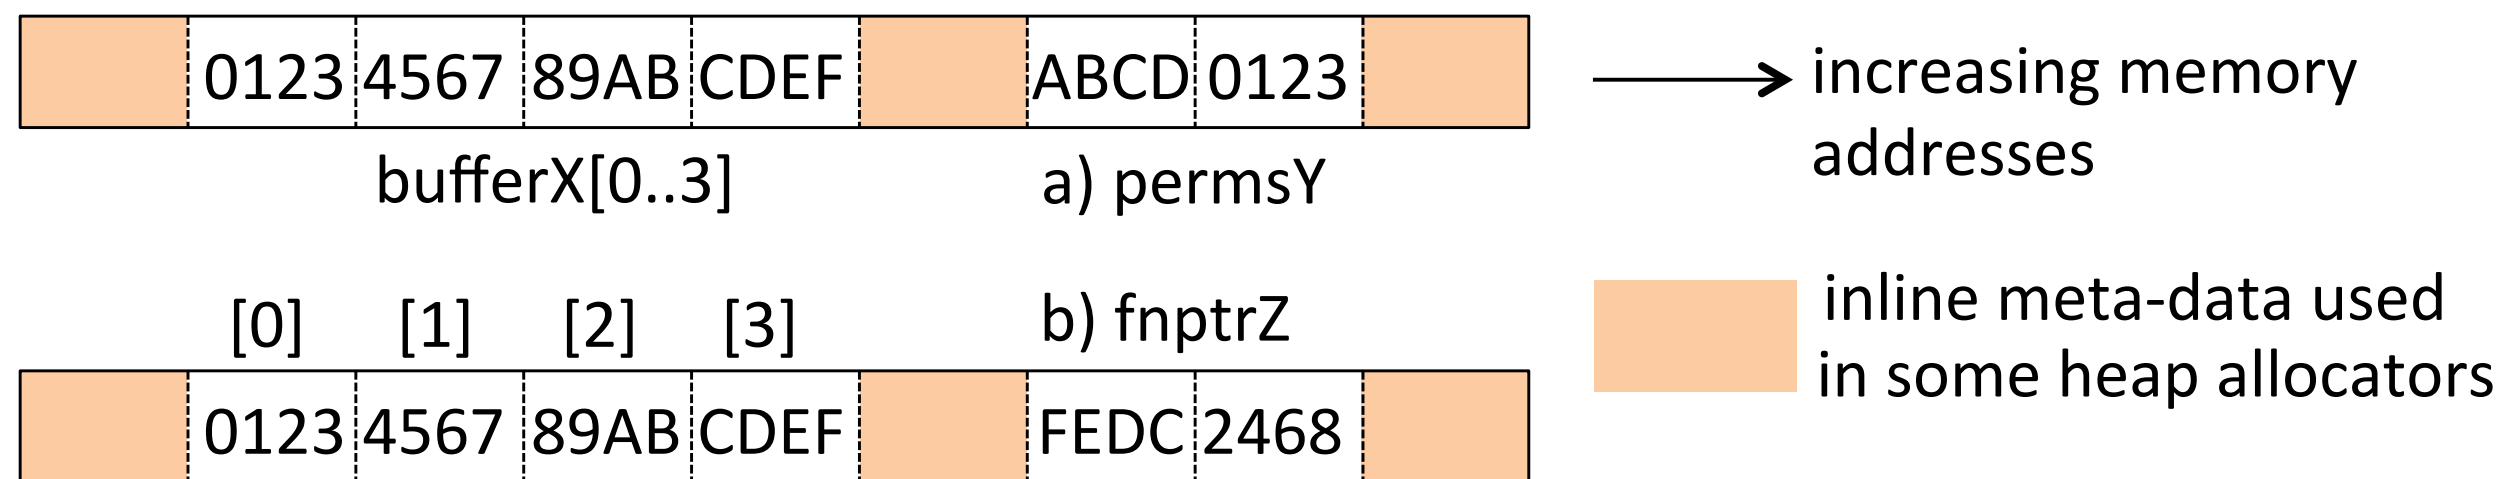 0123 4567 89AB CDEF ABCD 0123
increasing memory
addresses
bufferX[0..3] a) permsY
[0] [1] [2] [3] b) fnptrZ
inline meta-data used
in some heap allocators
0123 4567 89AB CDEF FEDC 2468